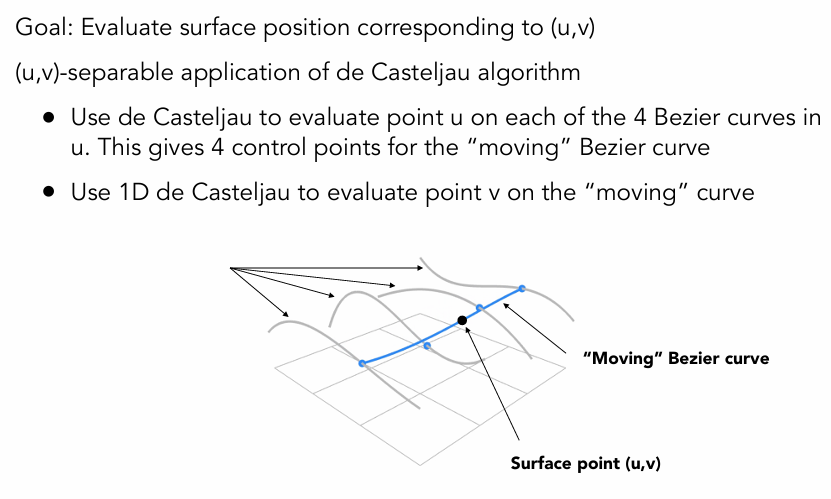 Goal: Evaluate surface position corresponding to (u,v)
(u,v)-separable application of de Casteljau algorithm
● Use de Casteljau to evaluate point u on each of the 4 Bezier curves in
u. This gives 4 control points for the “moving” Bezier curve
● Use 1D de Casteljau to evaluate point v on the “moving” curve
“Moving” Bezier curve
Surface point (u,v)